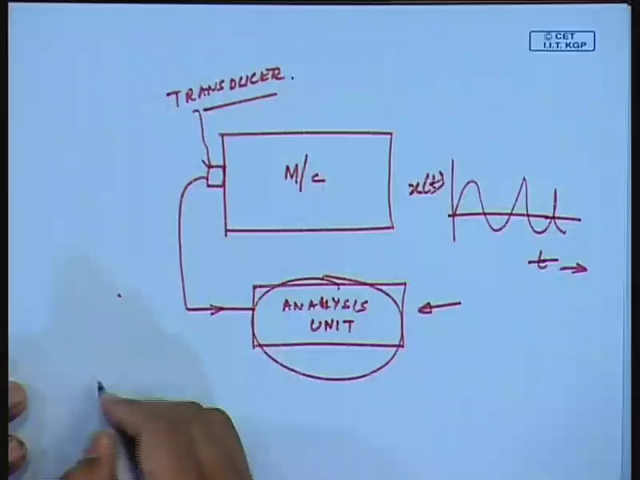 © CET
I.I.T. KGP
TRANSDUCER.
M/c
x(t)
t
ANALYSIS
UNIT